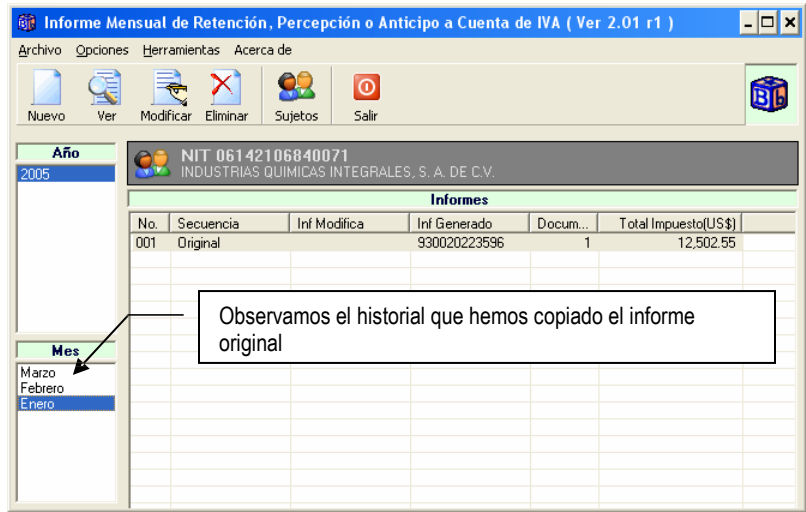 Informe Mensual de Retención, Percepción o Anticipo a Cuenta de IVA ( Ver 2.01 r1 )
Archivo Opciones Herramientas Acerca de
Nuevo Ver Modificar Eliminar Sujetos Salir
Año
2005
NIT 06142106840071
INDUSTRIAS QUIMICAS INTEGRALES, S. A. DE C.V.
Informes
No. Secuencia Inf Modifica Inf Generado Docum... Total Impuesto(US$)
001 Original 930020223596 1 12,502.55
Observamos el historial que hemos copiado el informe
original
Mes
Marzo
Febrero
Enero